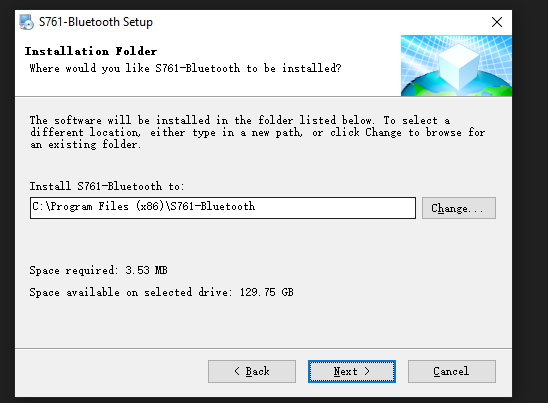 S761-Bluetooth Setup
Installation Folder
Where would you like S761-Bluetooth to be installed?
The software will be installed in the folder listed below. To select a
different location, either type in a new path, or click Change to browse for
an existing folder.
Install S761-Bluetooth to:
C:\Program Files (x86)\S761-Bluetooth
Change...
Space required: 3.53 MB
Space available on selected drive: 129.75 GB
< Back
Next >
Cancel